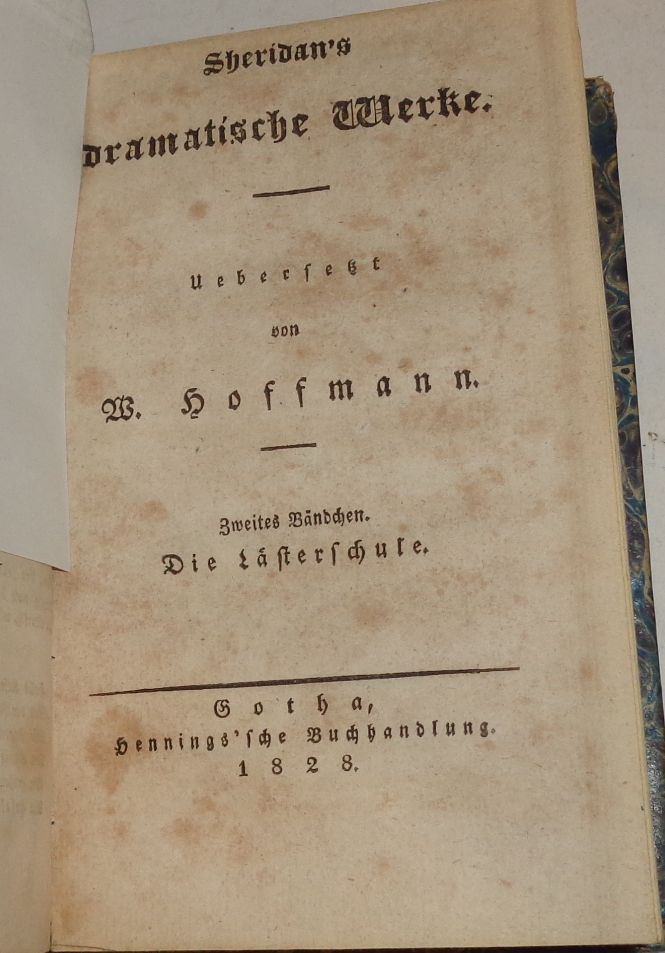 Sheridan's
dramatische Werke.
Uebersetzt
von
W. Hoffmann.
Zweites Bändchen.
Die Lästerschule.
Gotha,
Hennings'sche Buchhandlung.
1828.